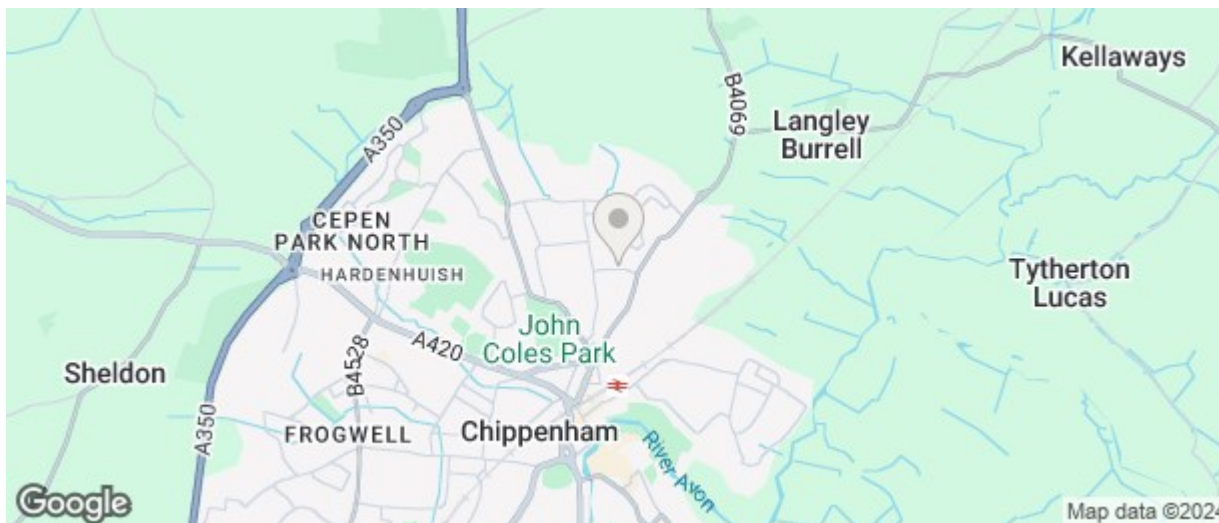 Kellaways
B4069
Langley
Burrell
A350
CEPEN
PARK NORTH
HARDENHUISH
Tytherton
Lucas
John
Coles Park
A420
B4528
Sheldon
A350
FROGWELL
Chippenham
River Avon
Google
Map data ©2024